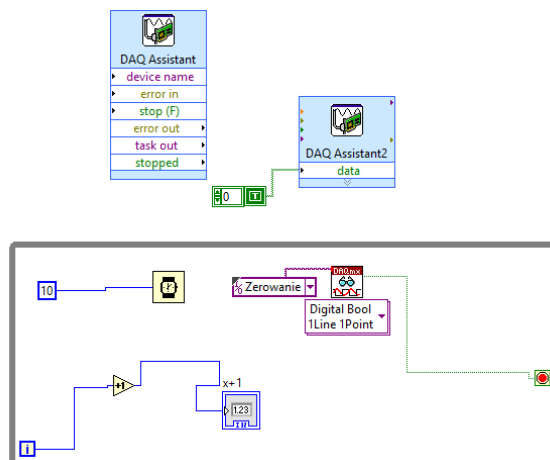 DAQ Assistant
device name
error in
stop (F)
error out
task out
stopped
DAQ Assistant2
data
0
T
10
I/O Zerowanie
DAQmx
Digital Bool
1Line 1Point
+1
x+1
1.23
i